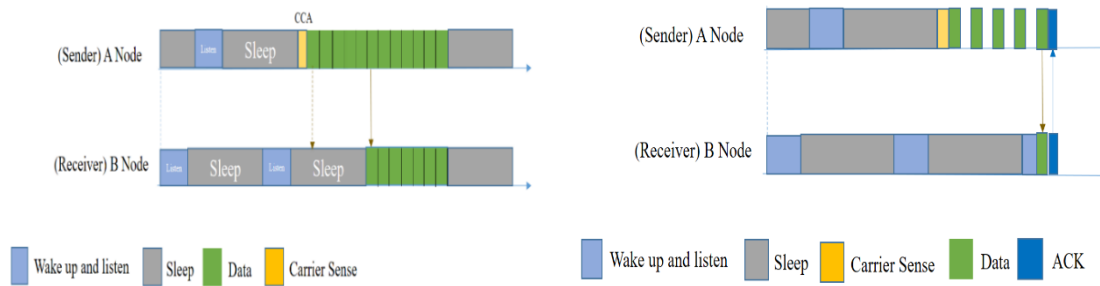 CCA
(Sender) A Node
Listen
Sleep
(Receiver) B Node
Listen
Sleep
Listen
Sleep
Wake up and listen
Sleep
Data
Carrier Sense
(Sender) A Node
(Receiver) B Node
Wake up and listen
Sleep
Carrier Sense
Data
ACK